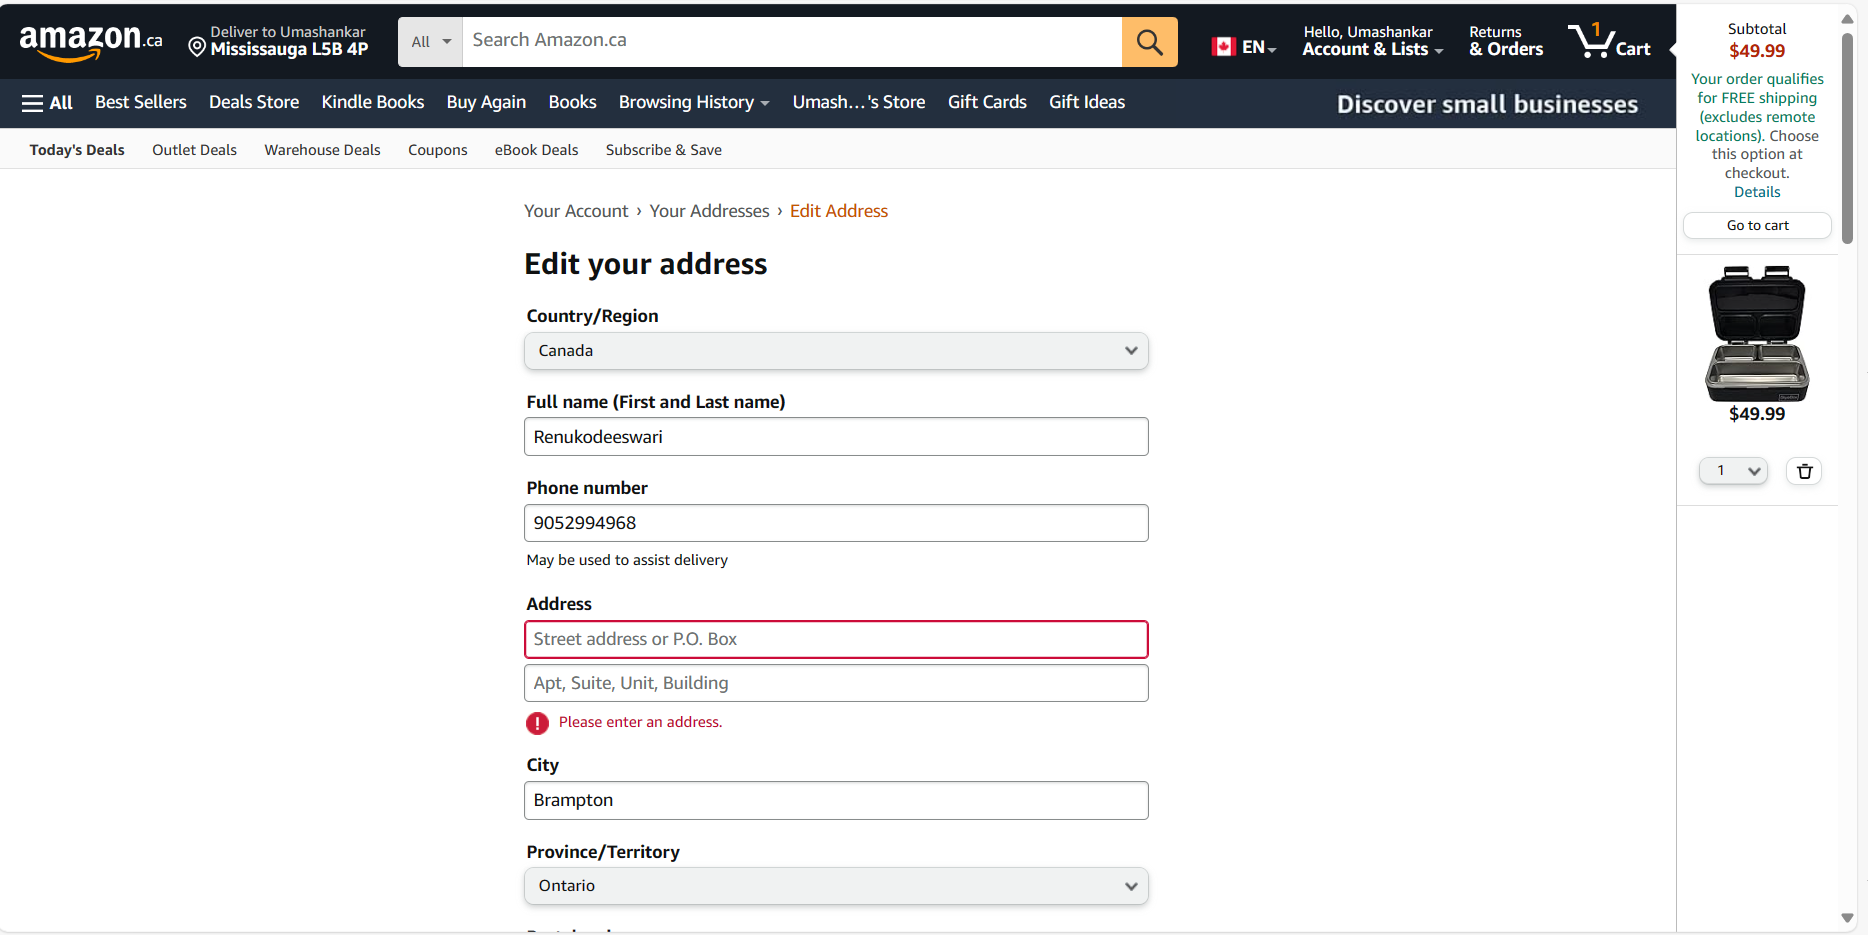 amazon.ca
Deliver to Umashankar
Mississauga L5B 4P
All
Search Amazon.ca
EN
Hello, Umashankar
Account & Lists
Returns
& Orders
1
Cart
All
Best Sellers
Deals Store
Kindle Books
Buy Again
Books
Browsing History
Umash...'s Store
Gift Cards
Gift Ideas
Discover small businesses
Today's Deals
Outlet Deals
Warehouse Deals
Coupons
eBook Deals
Subscribe & Save
Your Account › Your Addresses › Edit Address
Edit your address
Country/Region
Canada
Full name (First and Last name)
Renukodeeswari
Phone number
9052994968
May be used to assist delivery
Address
Street address or P.O. Box
Apt, Suite, Unit, Building
Please enter an address.
City
Brampton
Province/Territory
Ontario
Subtotal
$49.99
Your order qualifies
for FREE shipping
(excludes remote
locations). Choose
this option at
checkout.
Details
Go to cart
$49.99
1